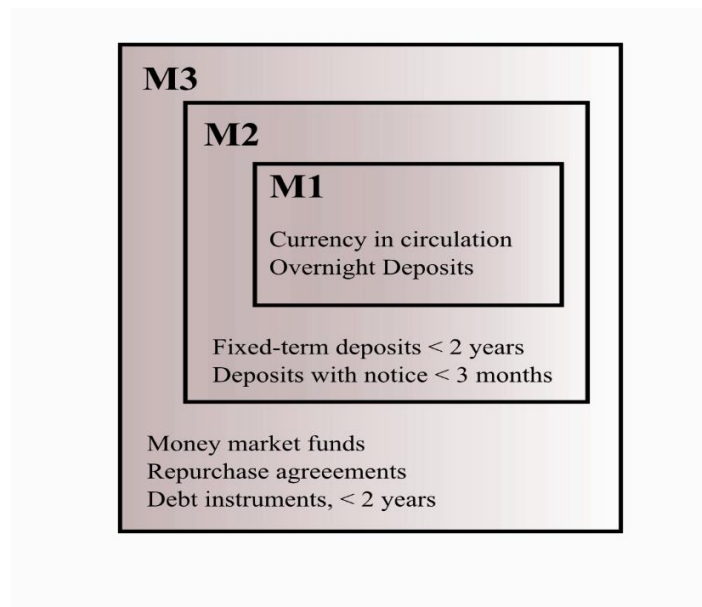 M3
M2
M1
Currency in circulation
Overnight Deposits
Fixed-term deposits < 2 years
Deposits with notice < 3 months
Money market funds
Repurchase agreeements
Debt instruments, < 2 years